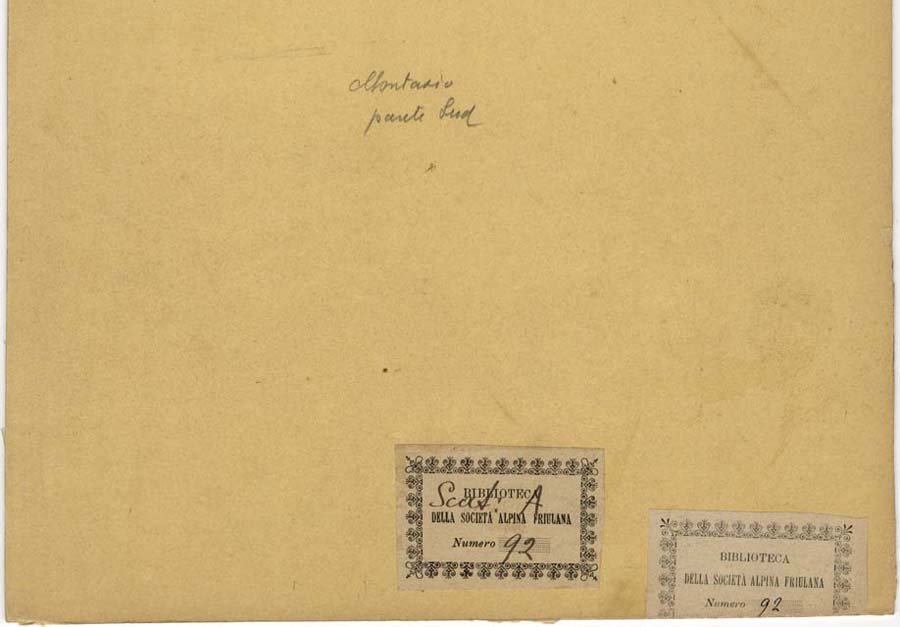 Montasio
parete Sud
BIBLIOTECA
Scat. A
DELLA SOCIETÀ ALPINA FRIULANA
Numero 92
BIBLIOTECA
DELLA SOCIETÀ ALPINA FRIULANA
Numero 92